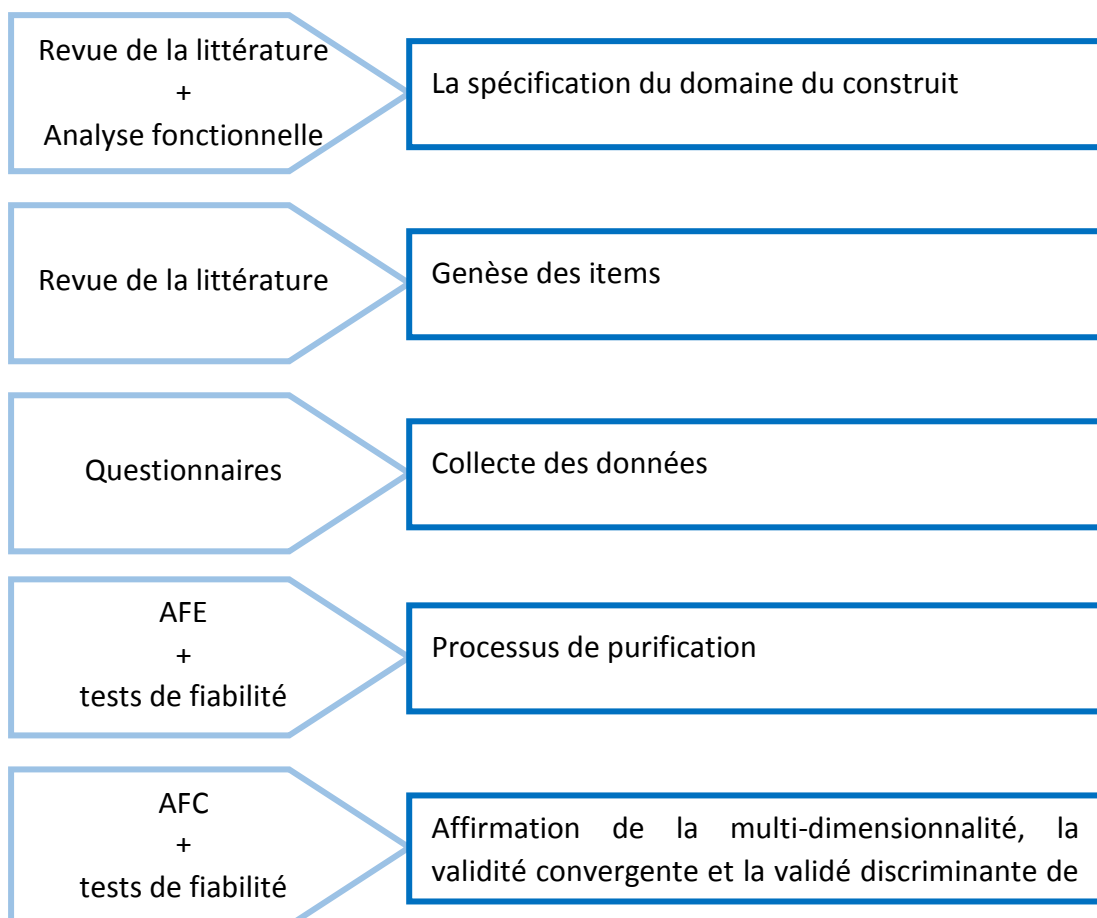 Revue de la littérature
+
Analyse fonctionnelle
La spécification du domaine du construit
Revue de la littérature
Genèse des items
Questionnaires
Collecte des données
AFE
+
tests de fiabilité
Processus de purification
AFC
+
tests de fiabilité
Affirmation de la multi-dimensionnalité, la
validité convergente et la validé discriminante de